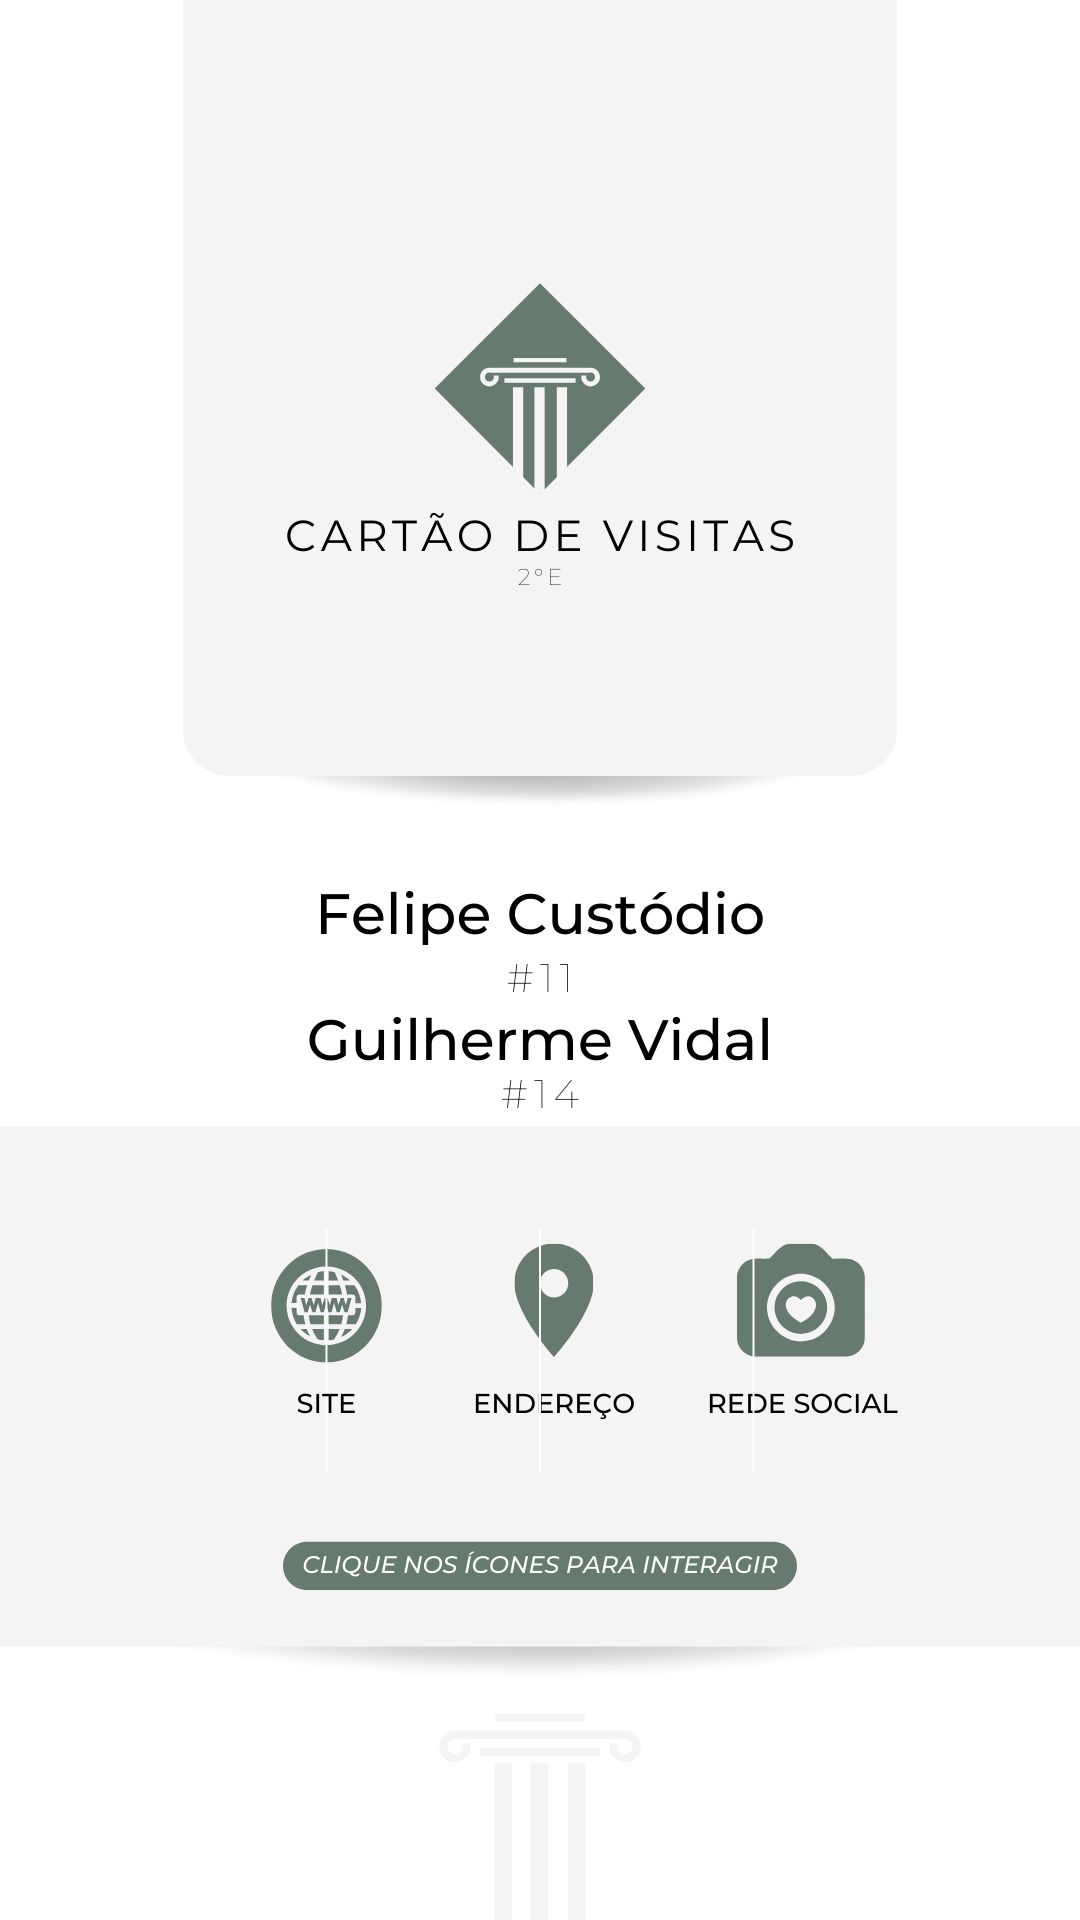 CARTÃO DE VISITAS
2ºE
Felipe Custódio
#11
Guilherme Vidal
#14
WWW
SITE
ENDEREÇO
REDE SOCIAL
CLIQUE NOS ÍCONES PARA INTERAGIR